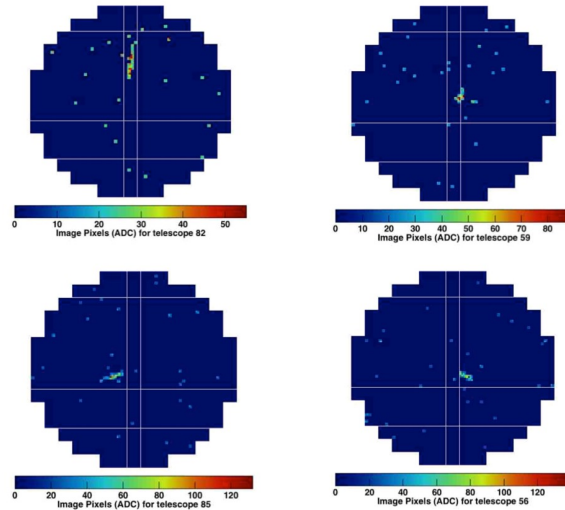 0 10 20 30 40 50
Image Pixels (ADC) for telescope 82
0 10 20 30 40 50 60 70 80
Image Pixels (ADC) for telescope 59
0 20 40 60 80 100 120
Image Pixels (ADC) for telescope 85
0 20 40 60 80 100 120
Image Pixels (ADC) for telescope 56